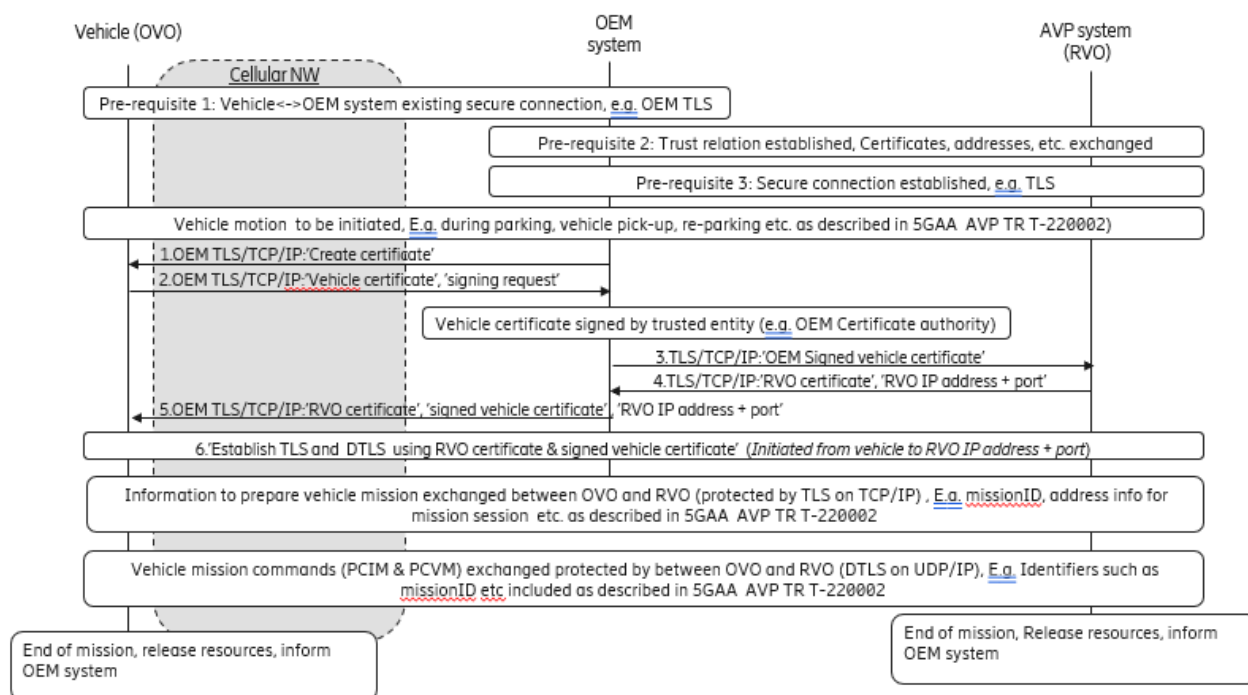 Vehicle (OVO)
OEM
system
AVP system
(RVO)
Cellular NW
Pre-requisite 1: Vehicle<->OEM system existing secure connection, e.g. OEM TLS
Pre-requisite 2: Trust relation established, Certificates, addresses, etc. exchanged
Pre-requisite 3: Secure connection established, e.g. TLS
Vehicle motion to be initiated, E.g. during parking, vehicle pick-up, re-parking etc. as described in 5GAA AVP TR T-220002)
1.OEM TLS/TCP/IP:'Create certificate'
2.OEM TLS/TCP/IP:'Vehicle certificate', 'signing request'
Vehicle certificate signed by trusted entity (e.g. OEM Certificate authority)
3.TLS/TCP/IP:'OEM Signed vehicle certificate'
4.TLS/TCP/IP:'RVO certificate', 'RVO IP address + port'
5.OEM TLS/TCP/IP:'RVO certificate', 'signed vehicle certificate', 'RVO IP address + port'
6.'Establish TLS and DTLS using RVO certificate & signed vehicle certificate' (Initiated from vehicle to RVO IP address + port)
Information to prepare vehicle mission exchanged between OVO and RVO (protected by TLS on TCP/IP) , E.g. missionID, address info for
mission session etc. as described in 5GAA AVP TR T-220002
Vehicle mission commands (PCIM & PCVM) exchanged protected by between OVO and RVO (DTLS on UDP/IP), E.g. Identifiers such as
missionID etc included as described in 5GAA AVP TR T-220002
End of mission, release resources, inform
OEM system
End of mission, Release resources, inform
OEM system